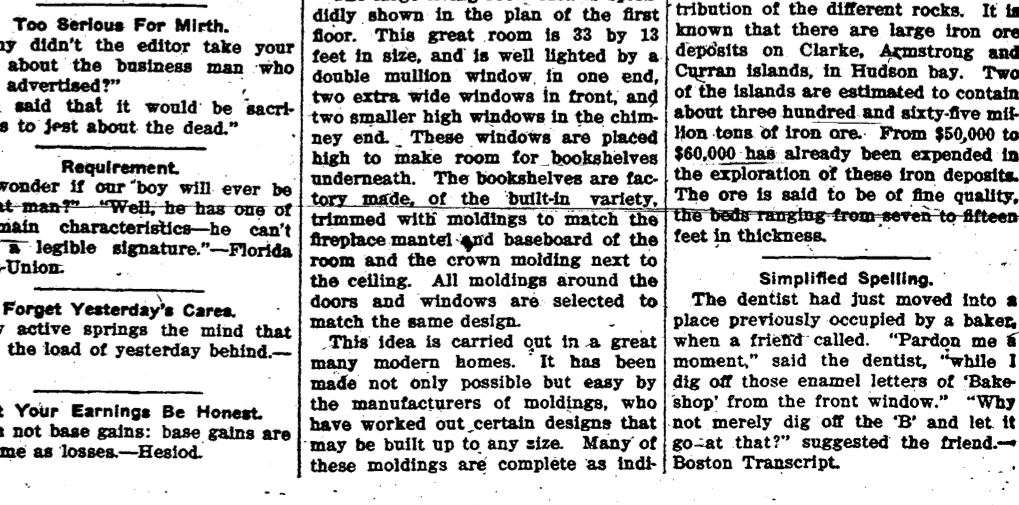 Too Serious For Mirth.
didn't the editor take your
about the business man who
advertised?"
said that it would be sacri-
to jest about the dead."
Requirement.
wonder if our boy will ever be
man?" "Well, he has one of
characteristics—he can't
a legible signature."—Florida
-Union.
Forget Yesterday's Cares.
active springs the mind that
the load of yesterday behind.—
Your Earnings Be Honest.
not base gains: base gains are
as losses.—Hesiod.
didly shown in the plan of the first
floor. This great room is 33 by 13
feet in size, and is well lighted by a
double mullion window in one end,
two extra wide windows in front, and
two smaller high windows in the chim-
ney end. These windows are placed
high to make room for bookshelves
underneath. The bookshelves are fac-
tory made, of the built-in variety,
trimmed with moldings to match the
fireplace mantel and baseboard of the
room and the crown molding next to
the ceiling. All moldings around the
doors and windows are selected to
match the same design.
This idea is carried out in a great
many modern homes. It has been
made not only possible but easy by
the manufacturers of moldings, who
have worked out certain designs that
may be built up to any size. Many of
these moldings are complete as indi-
tribution of the different rocks. It is
known that there are large iron ore
deposits on Clarke, Armstrong and
Curran islands, in Hudson bay. Two
of the islands are estimated to contain
about three hundred and sixty-five mil-
lion tons of iron ore. From $50,000 to
$60,000 has already been expended in
the exploration of these iron deposits.
The ore is said to be of fine quality,
the beds ranging from seven to fifteen
feet in thickness.
Simplified Spelling.
The dentist had just moved into a
place previously occupied by a baker,
when a friend called. "Pardon me a
moment," said the dentist, "while I
dig off those enamel letters of 'Bake-
shop' from the front window." "Why
not merely dig off the 'B' and let it
go at that?" suggested the friend.—
Boston Transcript.